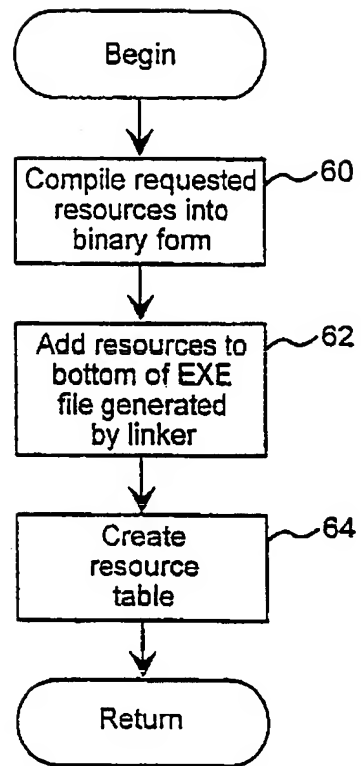 Begin
Compile requested
resources into
binary form
60
Add resources to
bottom of EXE
file generated
by linker
62
Create
resource
table
64
Return